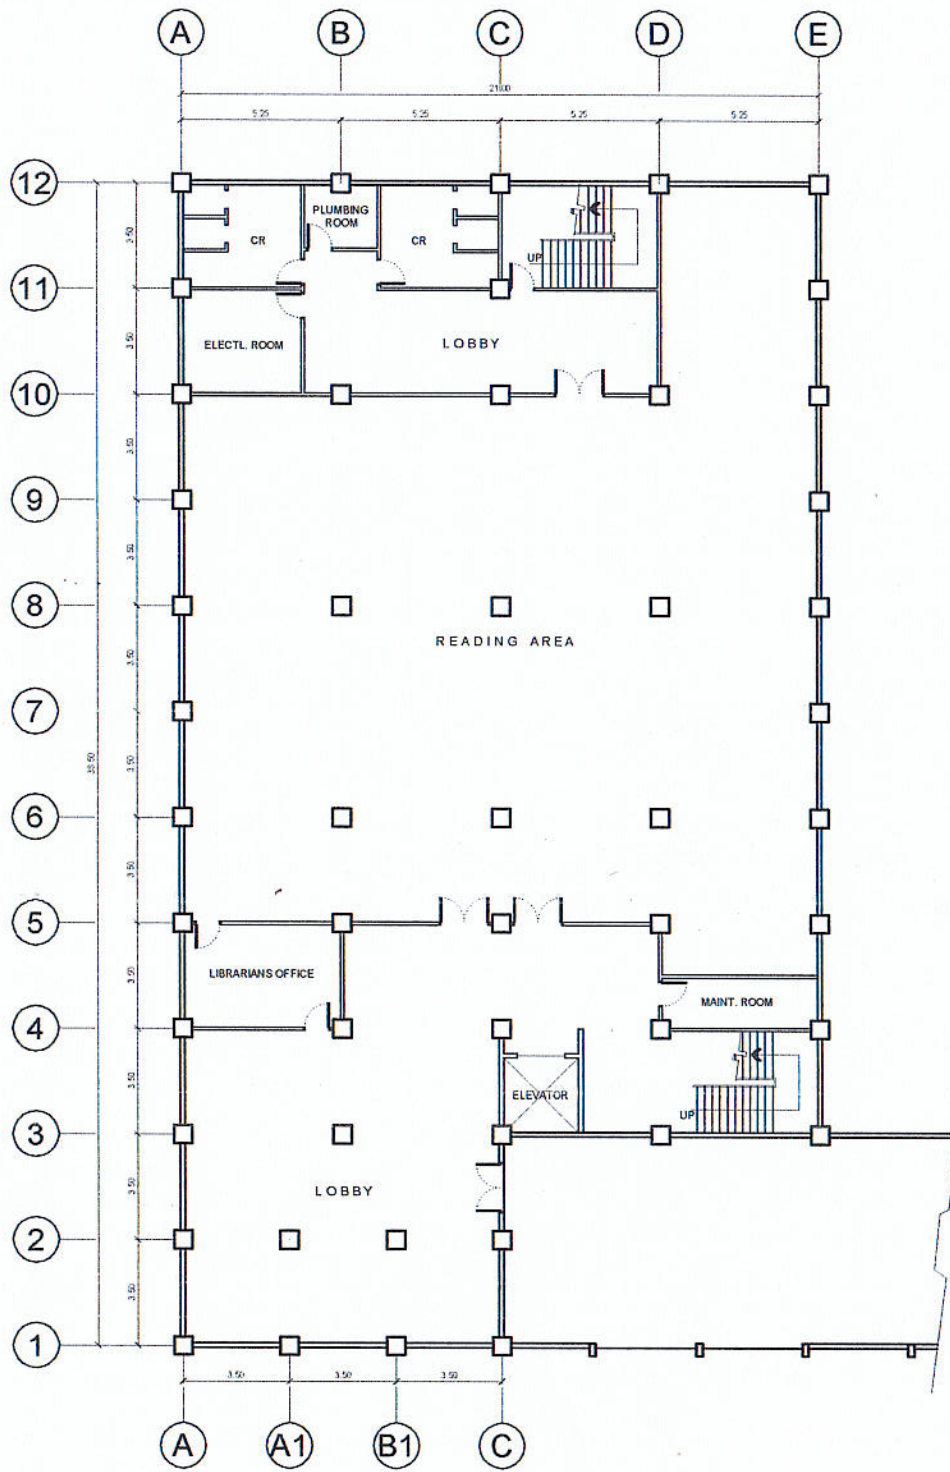 A B C D E
21.00
5.25 5.25 5.25 5.25
12
PLUMBING
ROOM
CR
CR
3.50
UP
11
ELECTL. ROOM
LOBBY
3.50
10
3.50
9
3.50
8
READING AREA
3.50
7
38.50
3.50
6
3.50
5
LIBRARIANS OFFICE
3.50
MAINT. ROOM
4
3.50
ELEVATOR
UP
3
3.50
LOBBY
2
3.50
1
3.50 3.50 3.50
A A1 B1 C